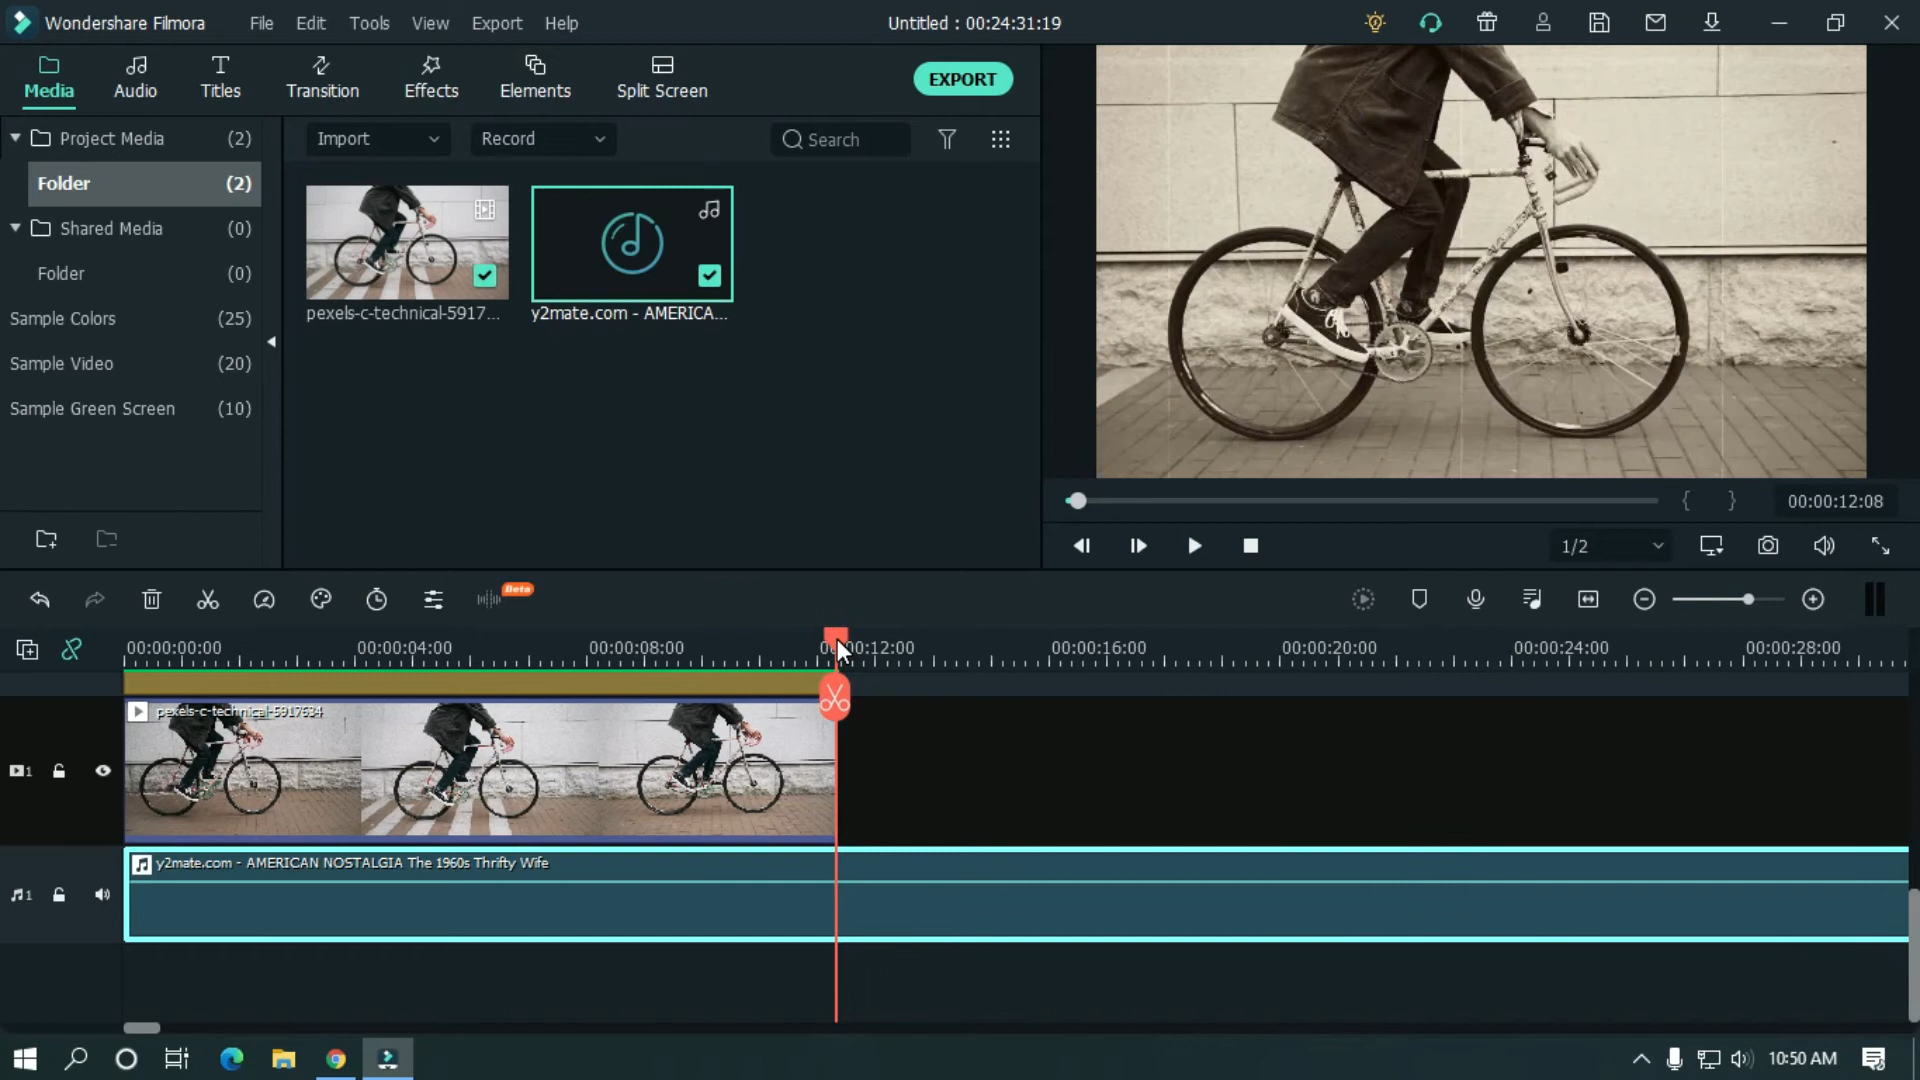 Wondershare Filmora
File Edit Tools View Export Help
Untitled : 00:24:31:19
Media Audio Titles Transition Effects Elements Split Screen
EXPORT
Project Media (2)
Folder (2)
Shared Media (0)
Folder (0)
Sample Colors (25)
Sample Video (20)
Sample Green Screen (10)
Import Record Search
pexels-c-technical-5917... y2mate.com - AMERICA...
{ } 00:00:12:08
1/2
Beta
00:00:00:00 00:00:04:00 00:00:08:00 00:00:12:00 00:00:16:00 00:00:20:00 00:00:24:00 00:00:28:00
pexels-c-technical-5917634
1
y2mate.com - AMERICAN NOSTALGIA The 1960s Thrifty Wife
1
10:50 AM